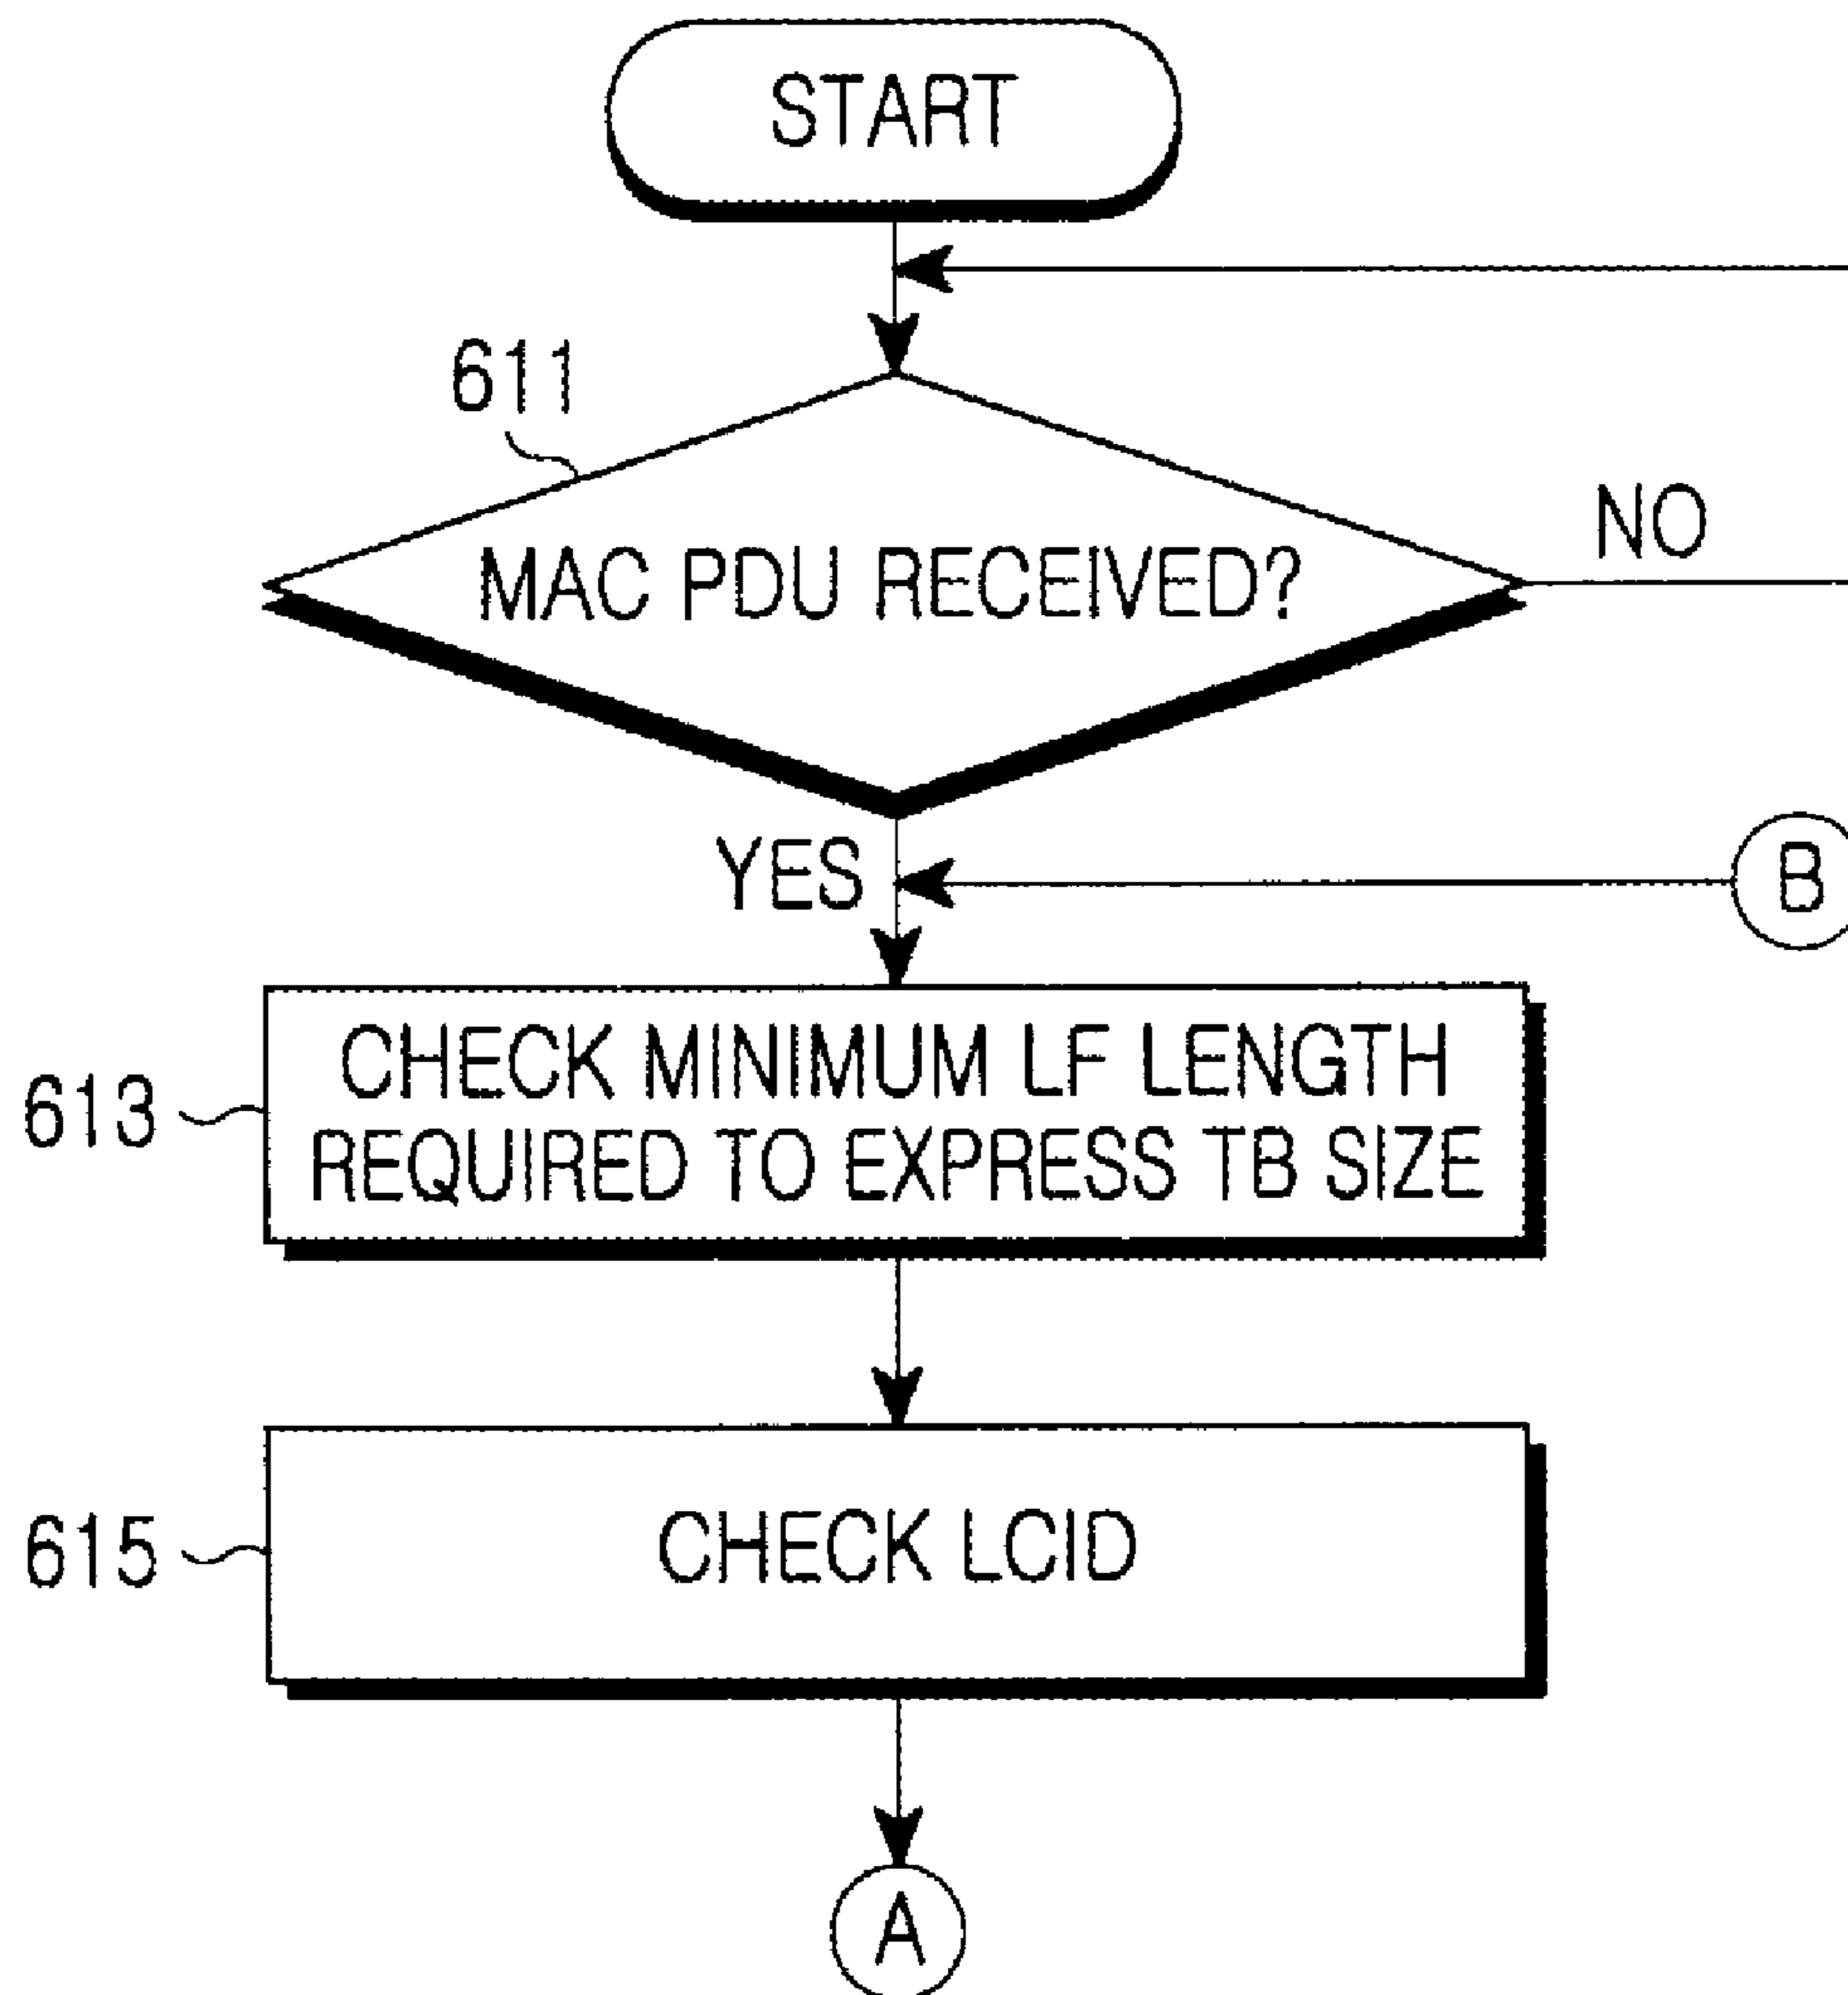 START
611
MAC PDU RECEIVED?
NO
YES
B
613
CHECK MINIMUM LF LENGTH
REQUIRED TO EXPRESS TB SIZE
615
CHECK LCID
A